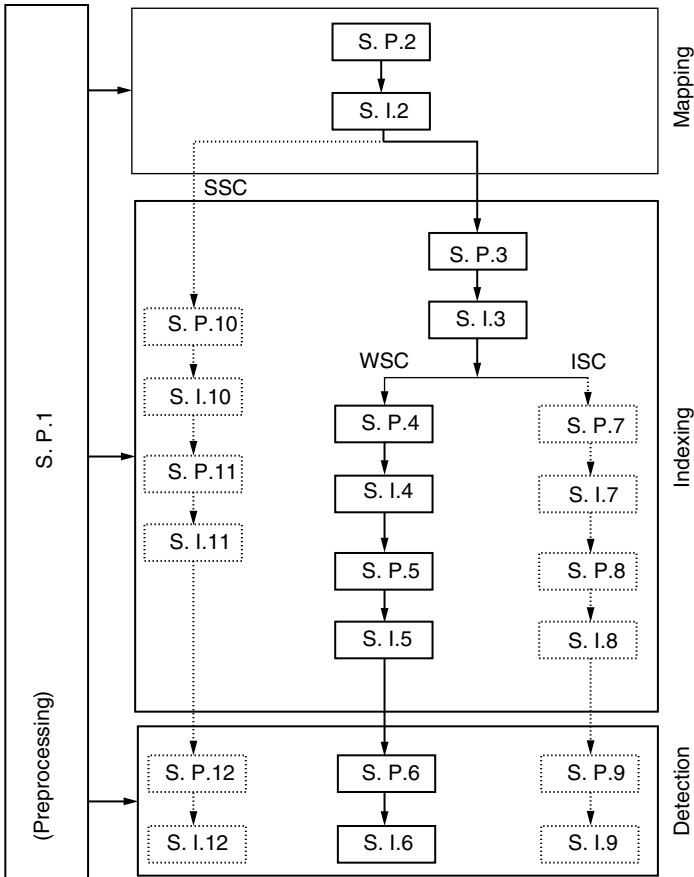 S. P.1
(Preprocessing)
Mapping
S. P.2
S. I.2
SSC
Indexing
S. P.3
S. I.3
WSC
ISC
S. P.10
S. I.10
S. P.11
S. I.11
S. P.4
S. I.4
S. P.5
S. I.5
S. P.7
S. I.7
S. P.8
S. I.8
Detection
S. P.12
S. I.12
S. P.6
S. I.6
S. P.9
S. I.9